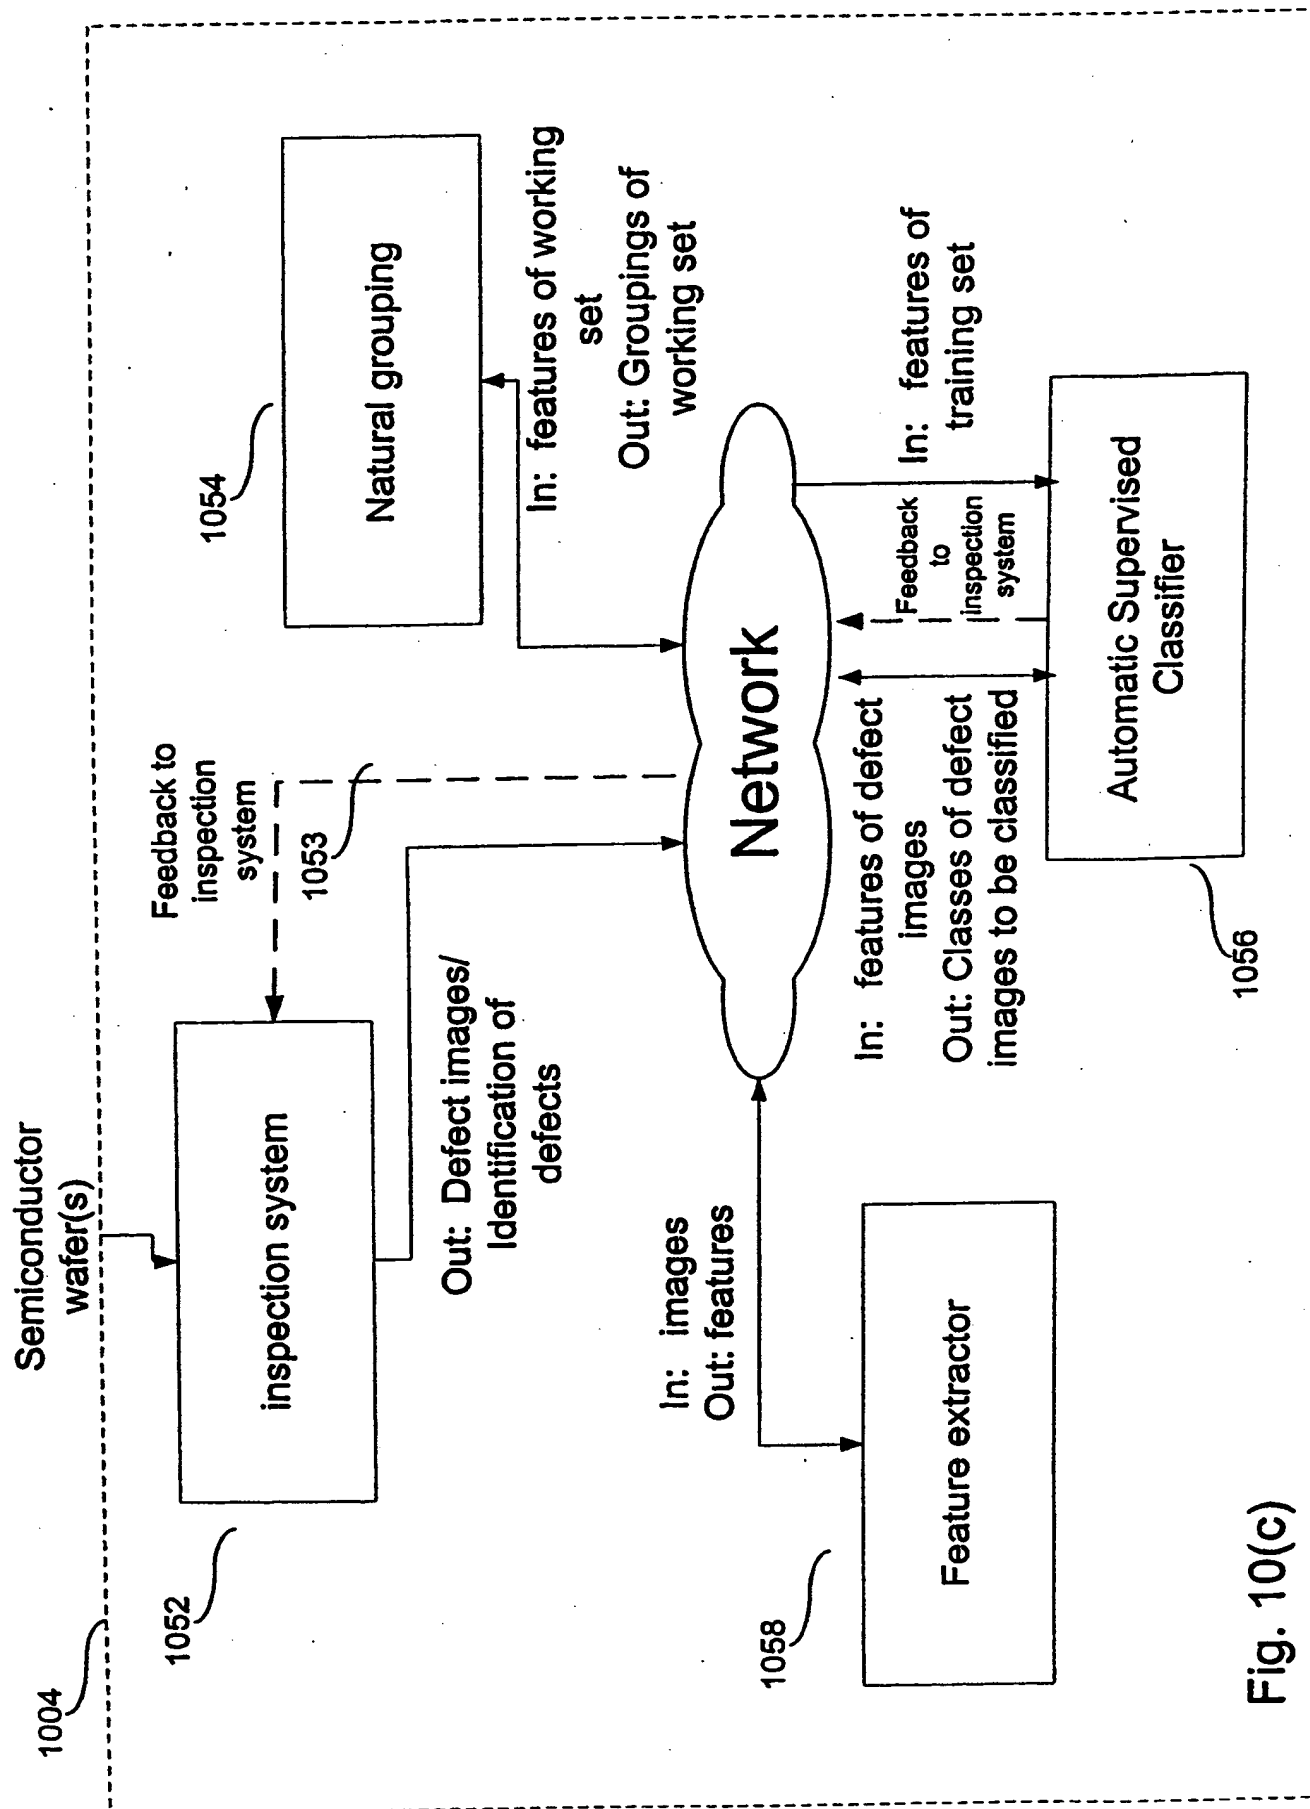 1004
Semiconductor
wafer(s)
1052
inspection system
Feedback to
inspection
system
1053
1054
Natural grouping
Out: Defect images/
Identification of
defects
In: features of working
set
Out: Groupings of
working set
In: images
Out: features
Network
1058
Feature extractor
In: features of defect
images
Out: Classes of defect
images to be classified
Feedback
to
inspection
system
In: features of
training set
Automatic Supervised
Classifier
1056
Fig. 10(c)